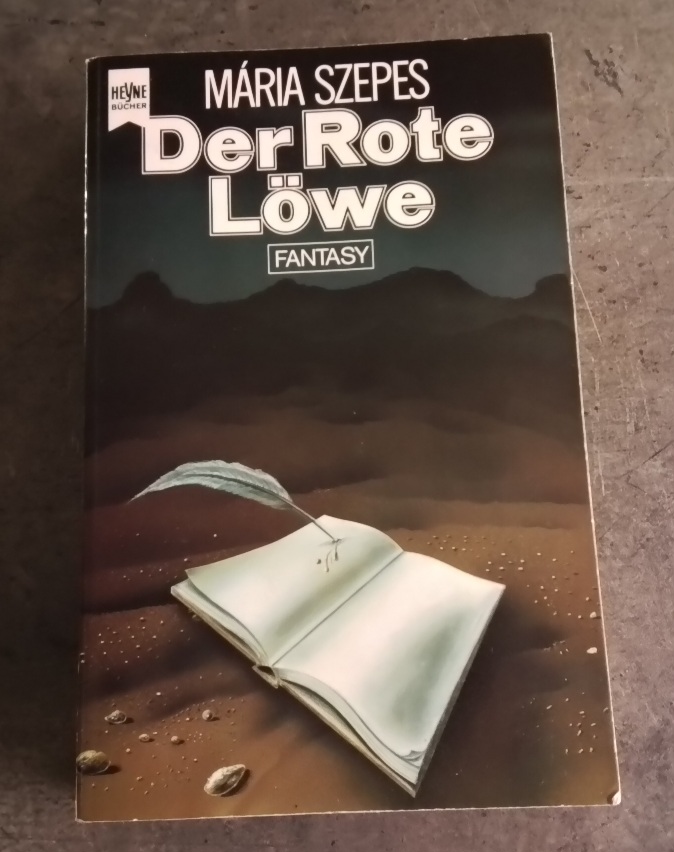 HEYNE
BÜCHER
MÁRIA SZEPES
Der Rote
Löwe
FANTASY